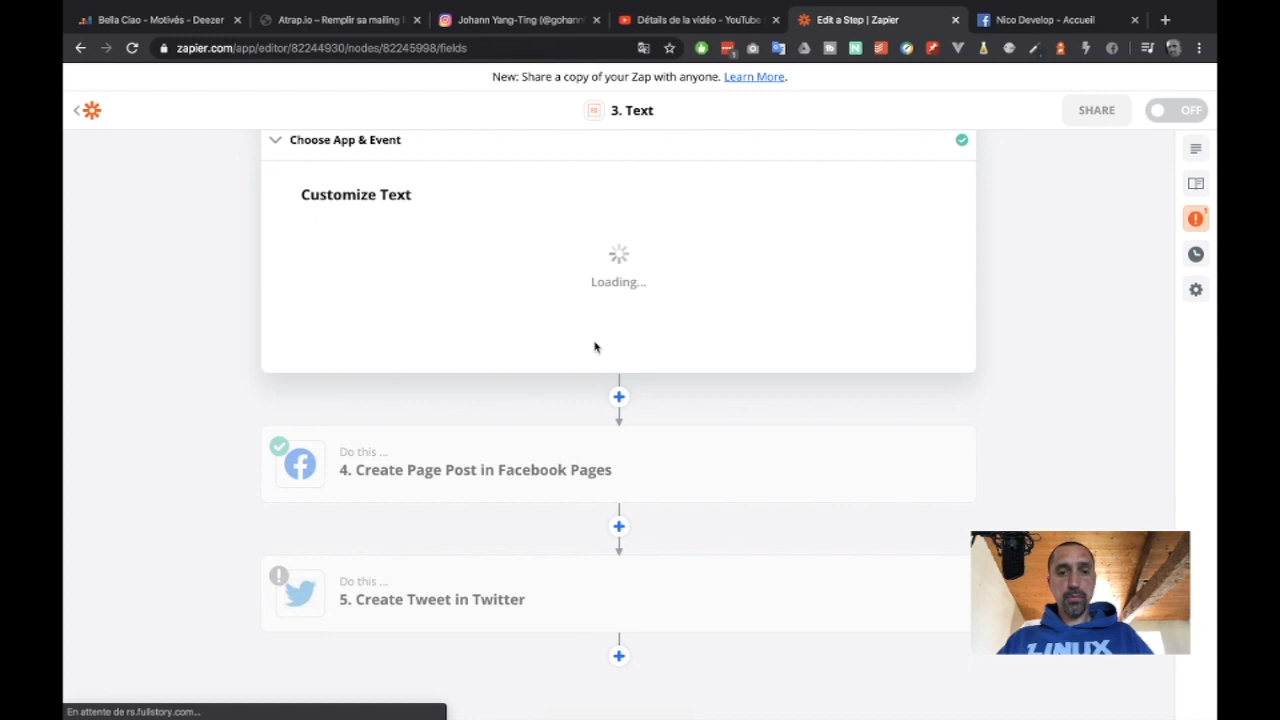 Bella Ciao - Motivés - Deezer
Atrap.io – Remplir sa mailing l
Johann Yang-Ting (@gohann
Détails de la vidéo - YouTube
Edit a Step | Zapier
Nico Develop - Accueil
zapier.com/app/editor/82244930/nodes/82245998/fields
New: Share a copy of your Zap with anyone. Learn More.
3. Text
SHARE
OFF
Choose App & Event
Customize Text
Loading...
Do this ...
4. Create Page Post in Facebook Pages
Do this ...
5. Create Tweet in Twitter
LINUX
En attente de rs.fullstory.com...